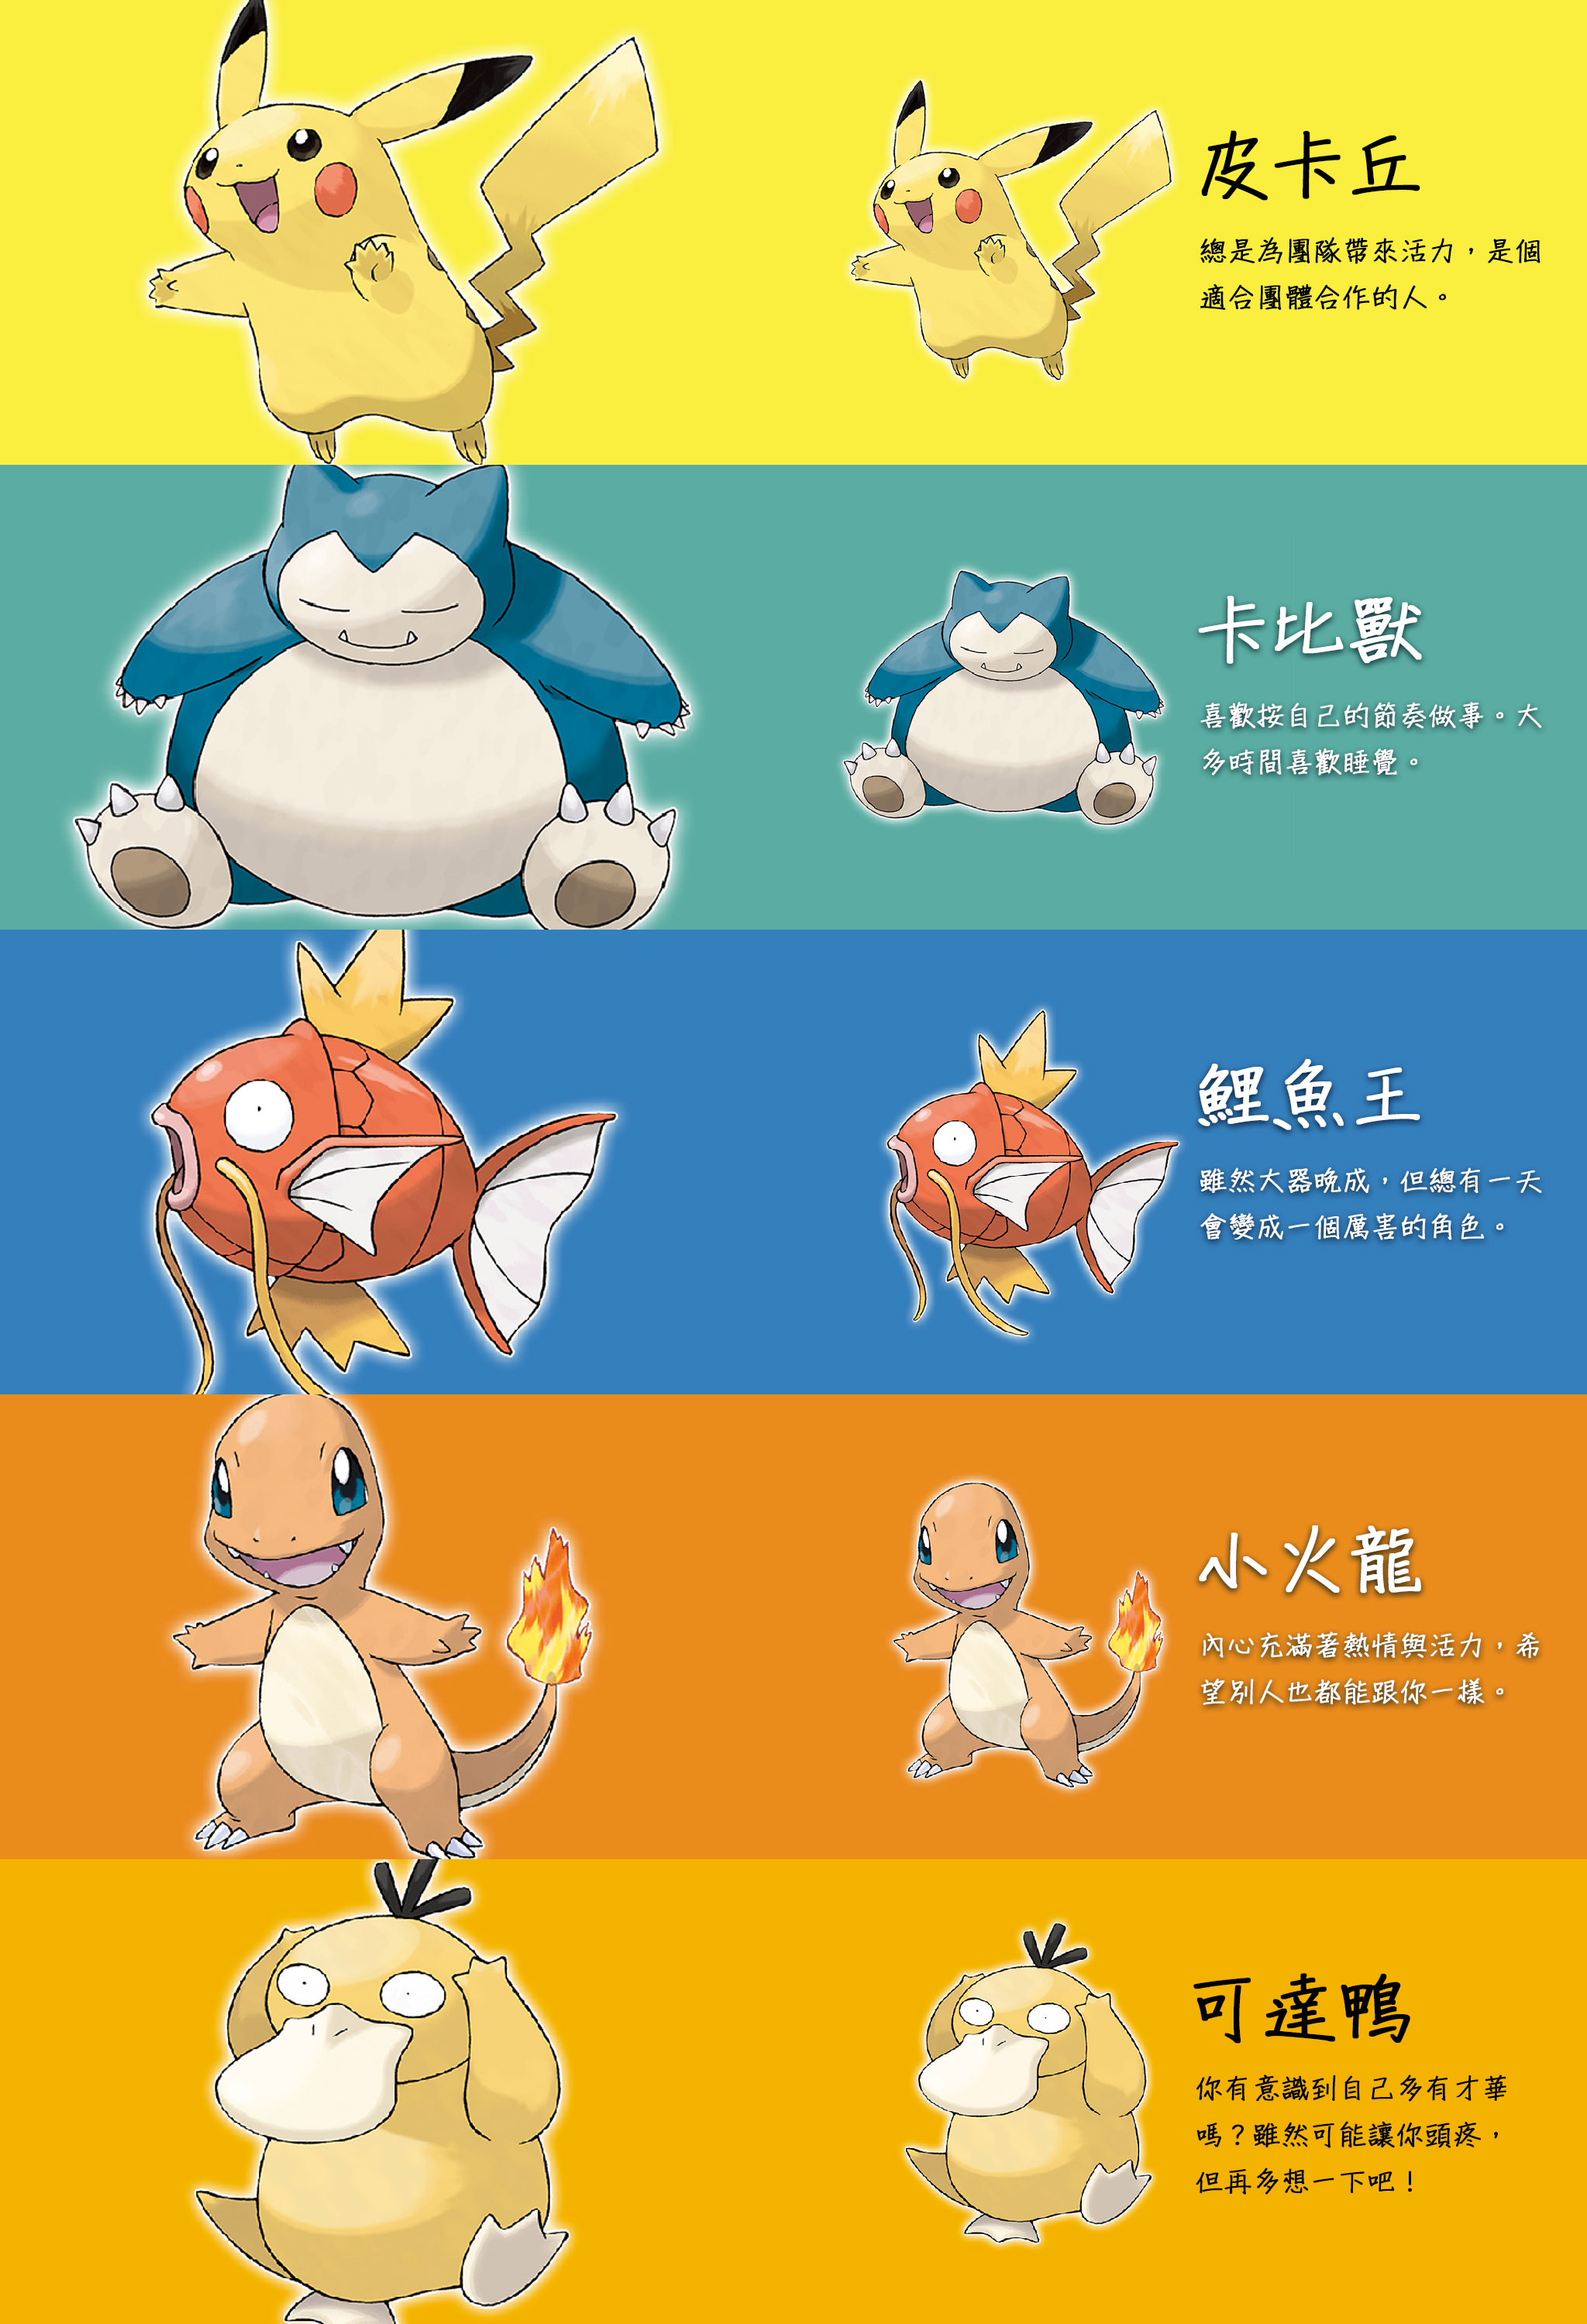 皮卡丘
總是為團隊帶來活力，是個
適合團體合作的人。
卡比獸
喜歡按自己的節奏做事。大
多時間喜歡睡覺。
鯉魚王
雖然大器晚成，但總有一天
會變成一個厲害的角色。
小火龍
內心充滿著熱情與活力，希
望別人也都能跟你一樣。
可達鴨
你有意識到自己多有才華
嗎？雖然可能讓你頭疼，
但再多想一下吧！